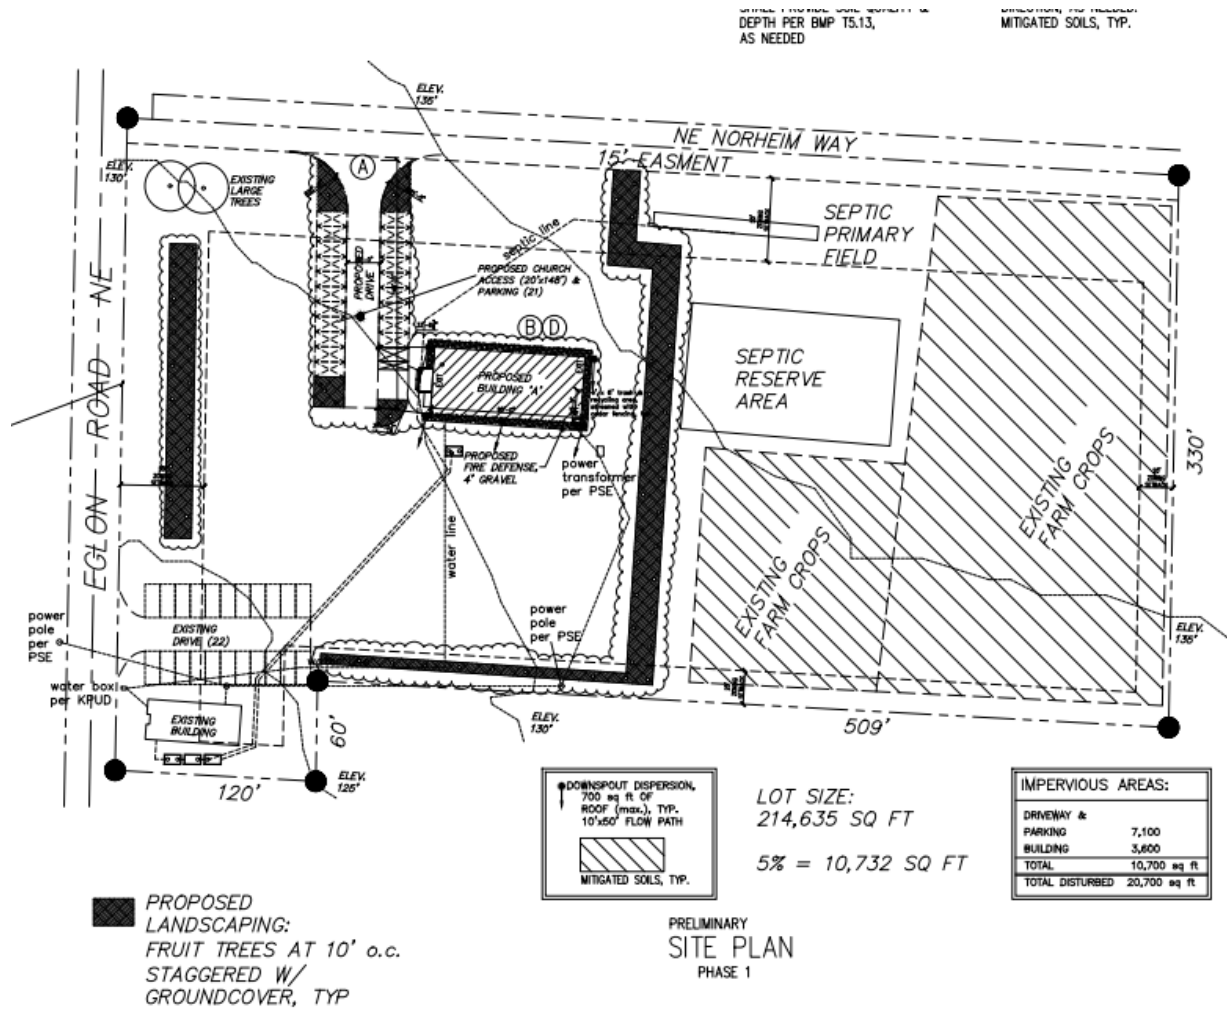 DEPTH PER BMP T5.13,
AS NEEDED
MITIGATED SOILS, TYP.
ELEV.
135'
NE NORHEIM WAY
15' EASMENT
ELEV.
130'
EXISTING
LARGE
TREES
A
SEPTIC
PRIMARY
FIELD
septic line
PROPOSED
DRIVE
PROPOSED CHURCH
ACCESS (20'x148') &
PARKING (21)
B D
EGLON ROAD NE
EXIT
PROPOSED
BUILDING 'A'
EXIT
SEPTIC
RESERVE
AREA
PROPOSED
FIRE DEFENSE,
4' GRAVEL
power
transformer
per PSE
EXISTING
FARM CROPS
330'
water line
EXISTING
FARM CROPS
power
pole
per
PSE
EXISTING
DRIVE (22)
power
pole
per PSE
ELEV.
135'
water box
per KPUD
EXISTING
BUILDING
60'
ELEV.
130'
509'
120'
ELEV.
125'
DOWNSPOUT DISPERSION,
700 sq ft OF
ROOF (max.), TYP.
10'x50' FLOW PATH
MITIGATED SOILS, TYP.
LOT SIZE:
214,635 SQ FT
5% = 10,732 SQ FT
IMPERVIOUS AREAS:
DRIVEWAY &
PARKING 7,100
BUILDING 3,600
TOTAL 10,700 sq ft
TOTAL DISTURBED 20,700 sq ft
PROPOSED
LANDSCAPING:
FRUIT TREES AT 10' o.c.
STAGGERED W/
GROUNDCOVER, TYP
PRELIMINARY
SITE PLAN
PHASE 1